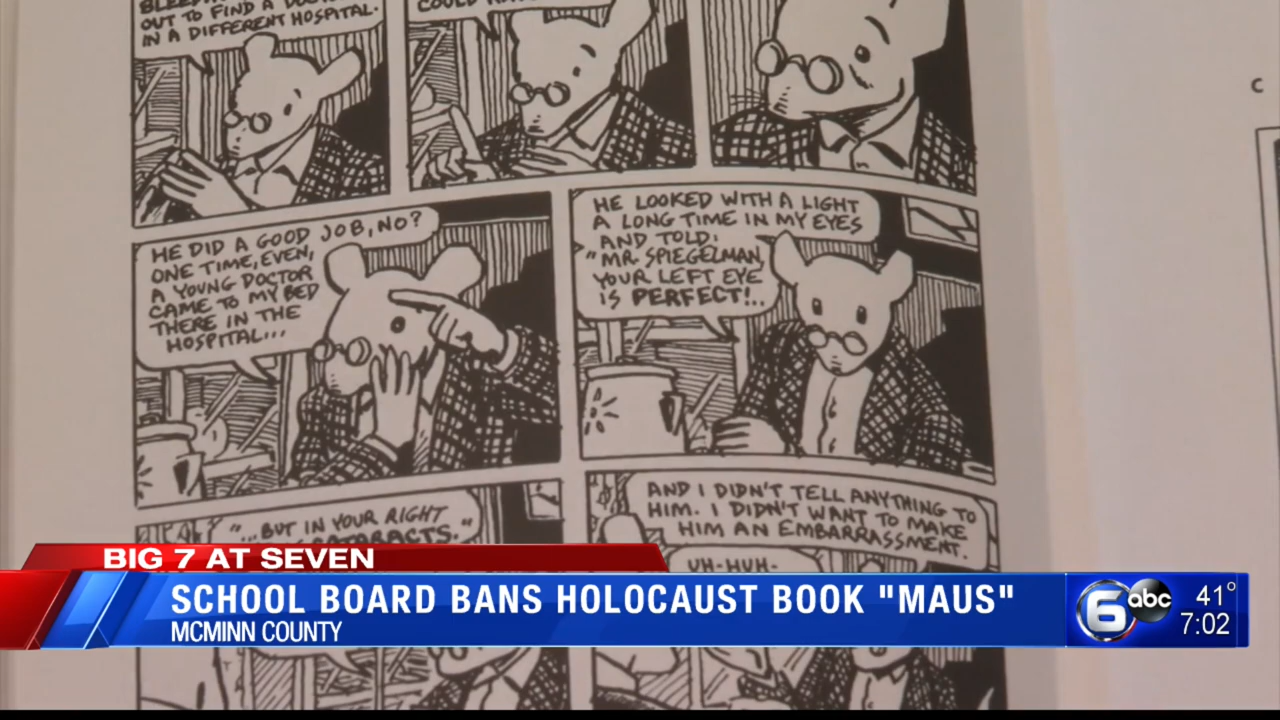 OUT TO FIND A
IN A DIFFERENT HOSPITAL.
COULD
C
HE DID A GOOD JOB, NO?
ONE TIME, EVEN,
A YOUNG DOCTOR
CAME TO MY BED
THERE IN THE
HOSPITAL...
HE LOOKED WITH A LIGHT
A LONG TIME IN MY EYES
AND TOLD:
"MR. SPIEGELMAN,
YOUR LEFT EYE
IS PERFECT!..
"...BUT IN YOUR RIGHT
CATARACTS."
AND I DIDN'T TELL ANYTHING TO
HIM. I DIDN'T WANT TO MAKE
HIM AN EMBARRASSMENT.
UH-HUH.
BIG 7 AT SEVEN
SCHOOL BOARD BANS HOLOCAUST BOOK "MAUS"
MCMINN COUNTY
6 abc
41°
7:02